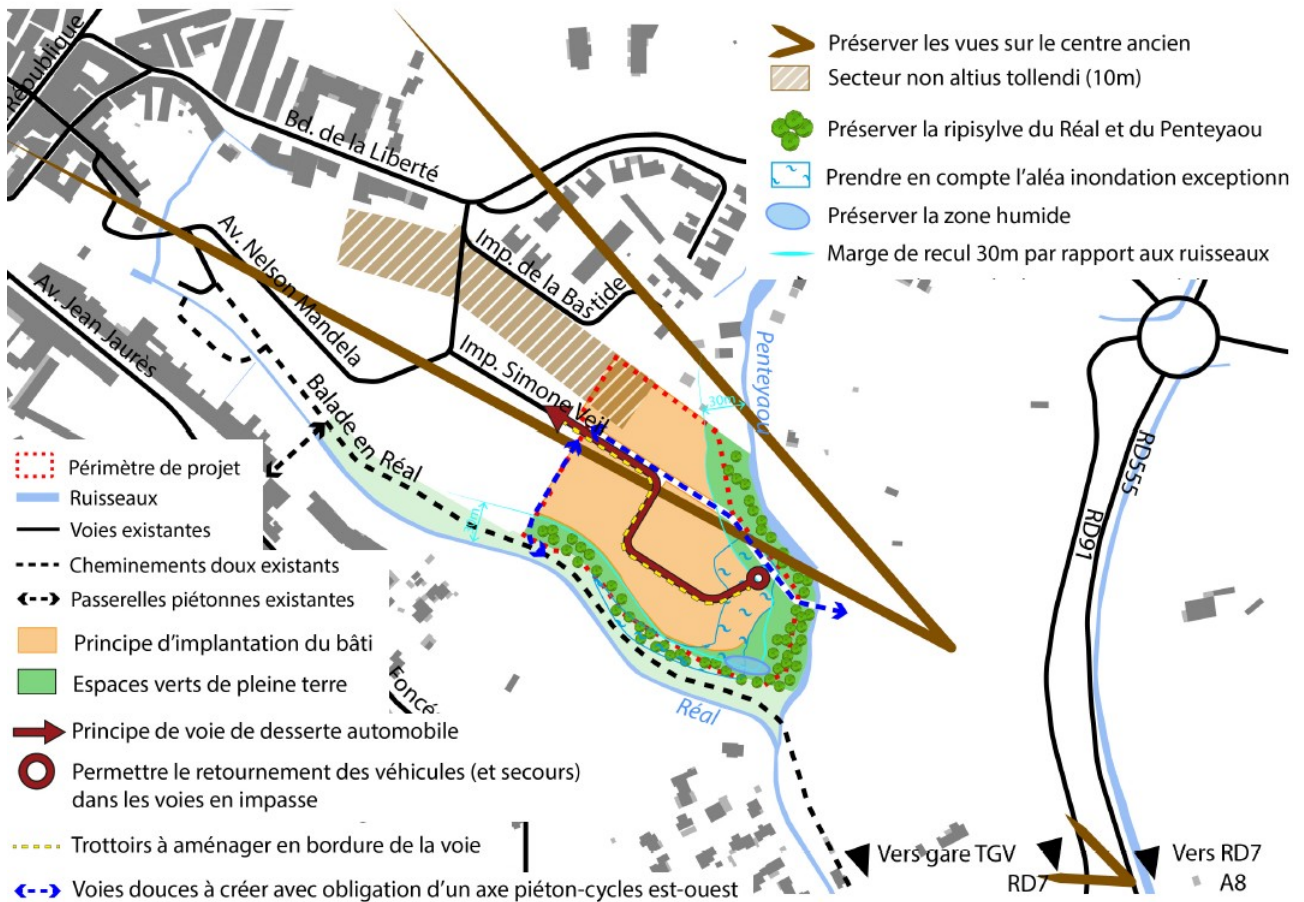 République
Bd. de la Liberté
Av. Nelson Mandela
Imp. de la Bastide
Av. Jean Jaurès
Imp. Simone Veil
Balade en Réal
Penteyaou
30m
Réal
Foncé
RD555
RD91
Préserver les vues sur le centre ancien
Secteur non altius tollendi (10m)
Préserver la ripisylve du Réal et du Penteyaou
Prendre en compte l'aléa inondation exceptionn
Préserver la zone humide
Marge de recul 30m par rapport aux ruisseaux
Périmètre de projet
Ruisseaux
Voies existantes
Cheminements doux existants
Passerelles piétonnes existantes
Principe d'implantation du bâti
Espaces verts de pleine terre
Principe de voie de desserte automobile
Permettre le retournement des véhicules (et secours)
dans les voies en impasse
Trottoirs à aménager en bordure de la voie
Voies douces à créer avec obligation d'un axe piéton-cycles est-ouest
Vers gare TGV
RD7
Vers RD7
A8